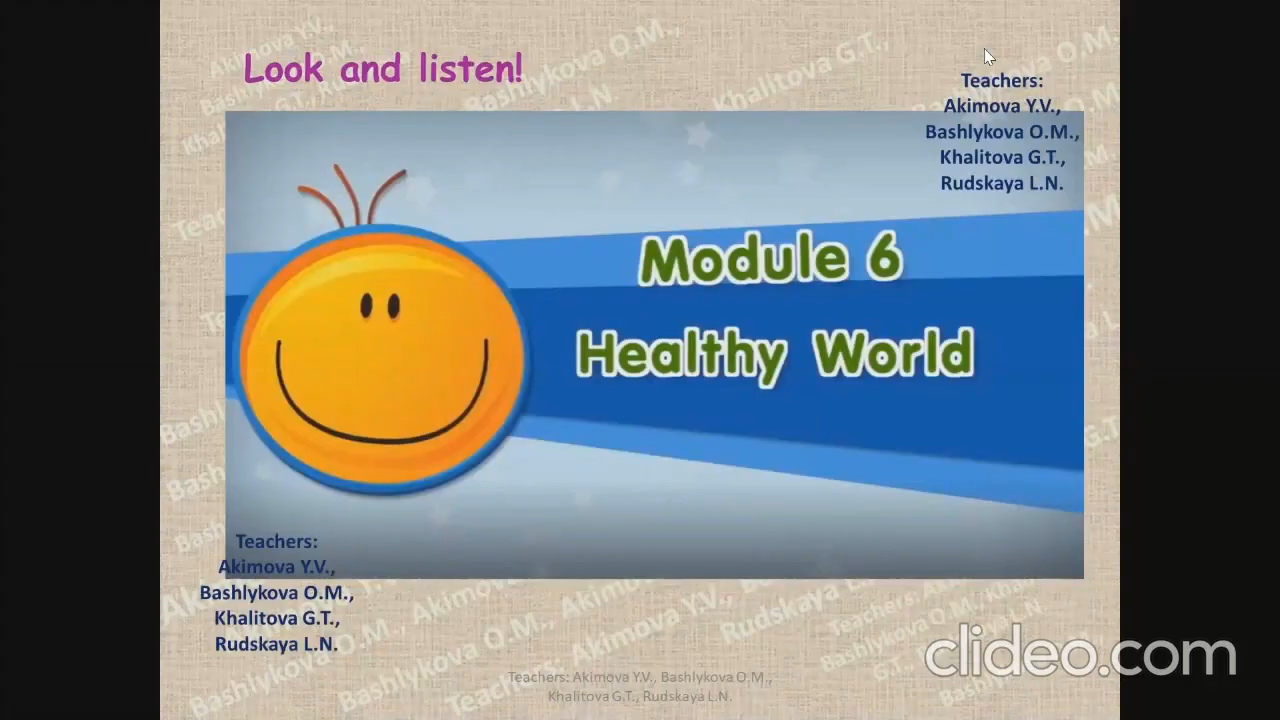 Look and listen!
Teachers:
Akimova Y.V.,
Bashlykova O.M.,
Khalitova G.T.,
Rudskaya L.N.
Module 6
Healthy World
Teachers:
Akimova Y.V.,
Bashlykova O.M.,
Khalitova G.T.,
Rudskaya L.N.
Teachers: Akimova Y.V., Bashlykova O.M.,
Khalitova G.T., Rudskaya L.N.
clideo.com